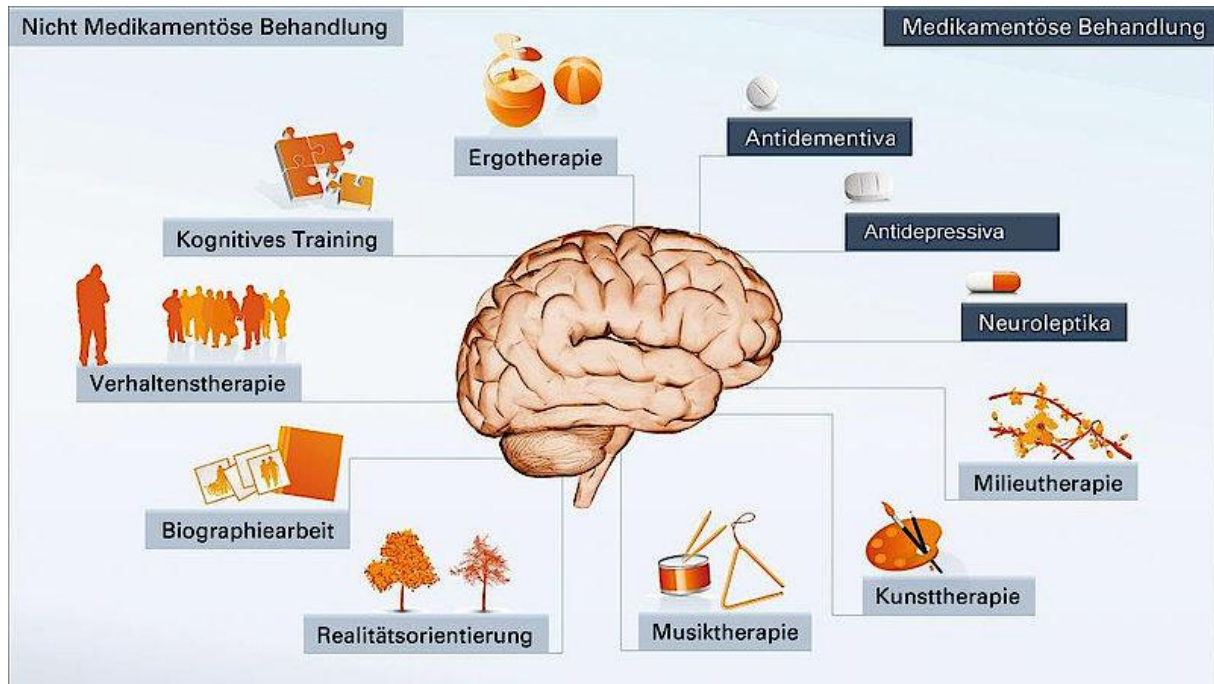 Nicht Medikamentöse Behandlung
Medikamentöse Behandlung
Ergotherapie
Antidementiva
Kognitives Training
Antidepressiva
Neuroleptika
Verhaltenstherapie
Milieutherapie
Biographiearbeit
Kunsttherapie
Realitätsorientierung
Musiktherapie